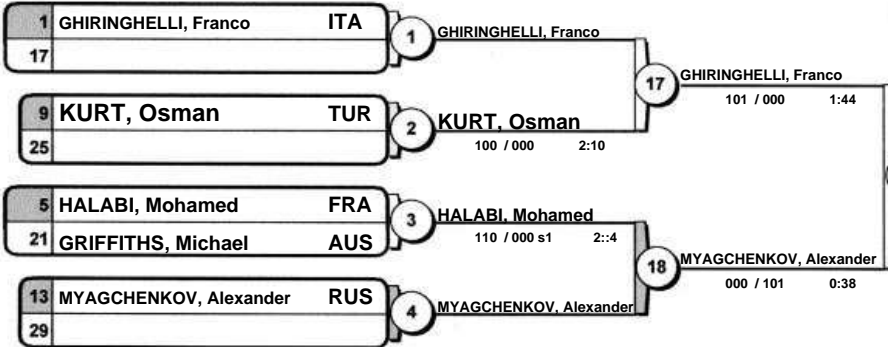 1 GHIRINGHELLI, Franco ITA
17
1
GHIRINGHELLI, Franco
9 KURT, Osman TUR
25
2
KURT, Osman
100 / 000 2:10
17
GHIRINGHELLI, Franco
101 / 000 1:44
5 HALABI, Mohamed FRA
21 GRIFFITHS, Michael AUS
3
HALABI, Mohamed
110 / 000 s1 2::4
13 MYAGCHENKOV, Alexander RUS
29
4
MYAGCHENKOV, Alexander
18
MYAGCHENKOV, Alexander
000 / 101 0:38